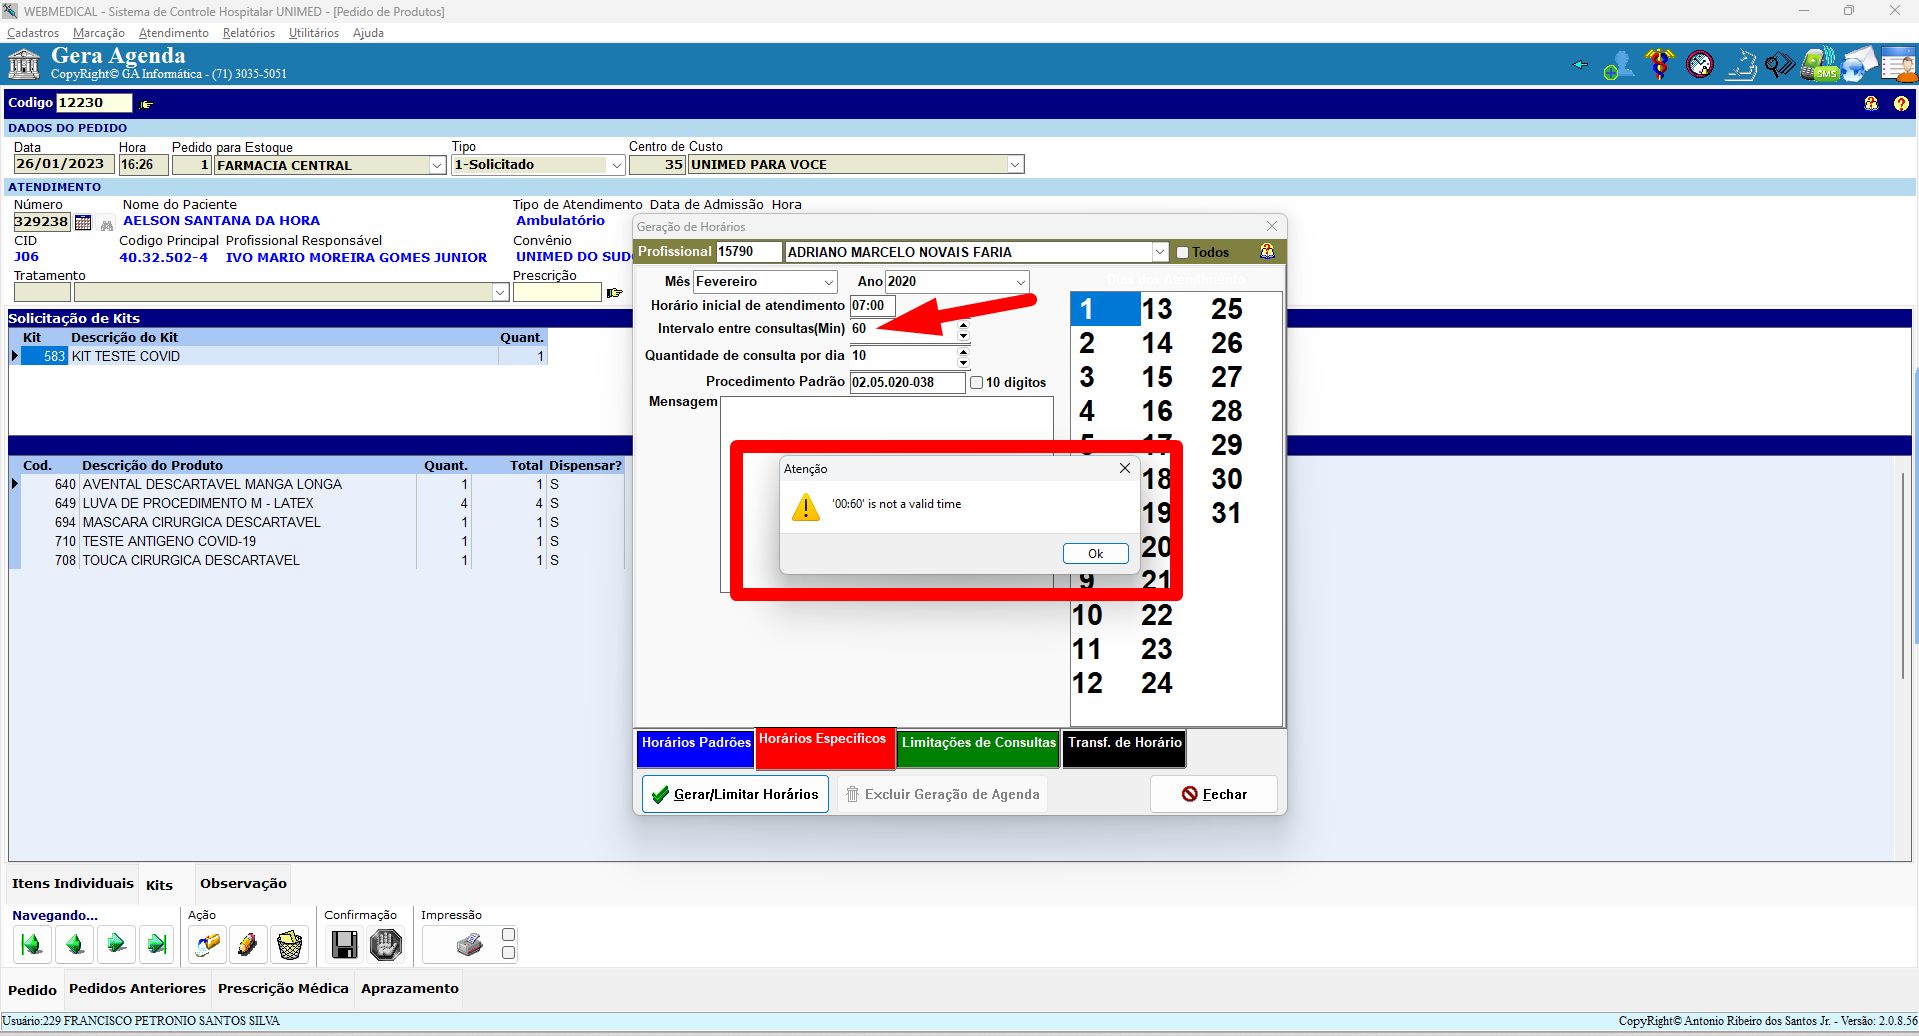 WEBMEDICAL - Sistema de Controle Hospitalar UNIMED - [Pedido de Produtos]
Cadastros Marcação Atendimento Relatórios Utilitários Ajuda
Gera Agenda
CopyRight© GA Informática - (71) 3035-5051
SMS
Codigo 12230
DADOS DO PEDIDO
Data Hora Pedido para Estoque Tipo Centro de Custo
26/01/2023 16:26 1 FARMACIA CENTRAL 1-Solicitado 35 UNIMED PARA VOCE
ATENDIMENTO
Número Nome do Paciente Tipo de Atendimento Data de Admissão Hora
329238 AELSON SANTANA DA HORA Ambulatório
CID Codigo Principal Profissional Responsável Convênio
J06 40.32.502-4 IVO MARIO MOREIRA GOMES JUNIOR UNIMED DO SUD
Tratamento Prescrição
Solicitação de Kits
Kit Descrição do Kit Quant.
583 KIT TESTE COVID 1
Cod. Descrição do Produto Quant. Total Dispensar?
640 AVENTAL DESCARTAVEL MANGA LONGA 1 1 S
649 LUVA DE PROCEDIMENTO M - LATEX 4 4 S
694 MASCARA CIRURGICA DESCARTAVEL 1 1 S
710 TESTE ANTIGENO COVID-19 1 1 S
708 TOUCA CIRURGICA DESCARTAVEL 1 1 S
Geração de Horários
Profissional 15790 ADRIANO MARCELO NOVAIS FARIA Todos
Mês Fevereiro Ano 2020
Horário inicial de atendimento 07:00
Intervalo entre consultas(Min) 60
Quantidade de consulta por dia 10
Procedimento Padrão 02.05.020-038 10 digitos
Mensagem
1 13 25
2 14 26
3 15 27
4 16 28
5 17 29
18 30
19 31
20
9 21
10 22
11 23
12 24
Atenção
'00:60' is not a valid time
Ok
Horários Padrões Horários Especificos Limitações de Consultas Transf. de Horário
Gerar/Limitar Horários Excluir Geração de Agenda Fechar
Itens Individuais Kits Observação
Navegando... Ação Confirmação Impressão
Pedido Pedidos Anteriores Prescrição Médica Aprazamento
Usuário:229 FRANCISCO PETRONIO SANTOS SILVA CopyRight© Antonio Ribeiro dos Santos Jr. - Versão: 2.0.8.56